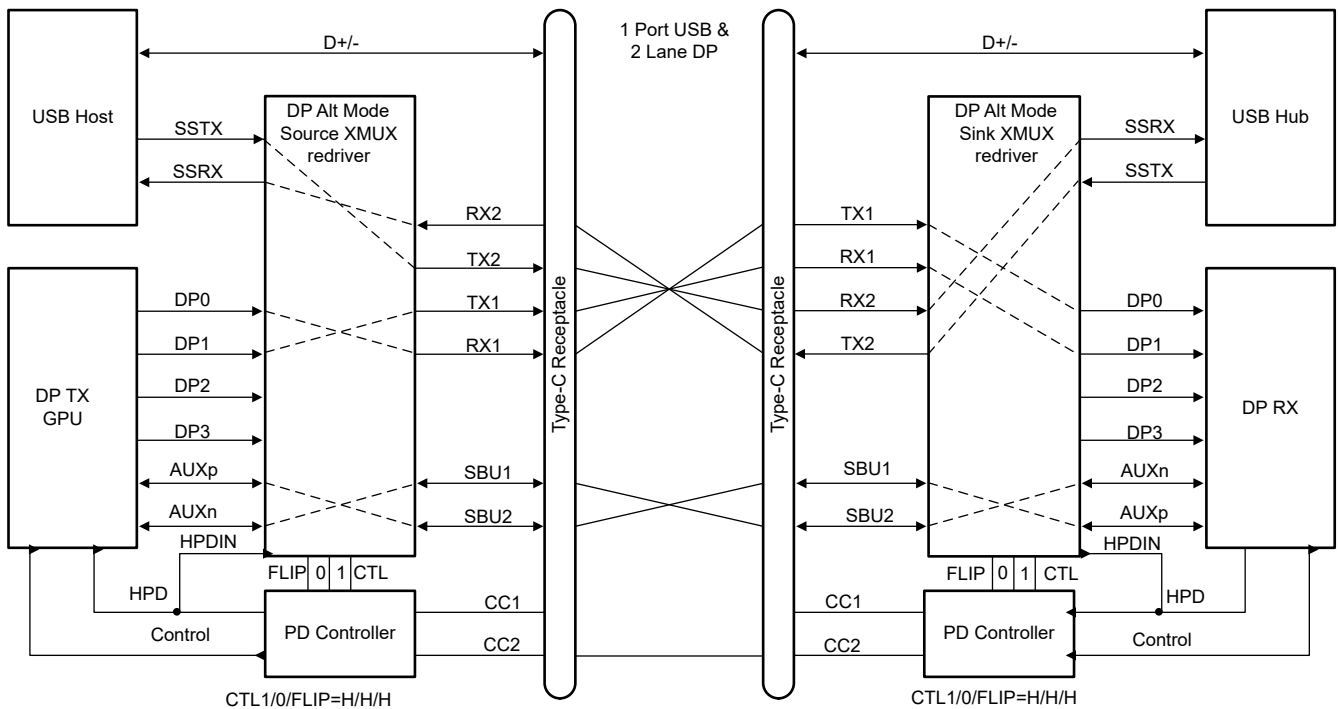 1 Port USB &
2 Lane DP
D+/-
D+/-
USB Host
DP Alt Mode
Source XMUX
redriver
SSTX
SSRX
RX2
TX2
TX1
RX1
DP TX
GPU
DP0
DP1
DP2
DP3
AUXp
AUXn
SBU1
SBU2
HPDIN
HPD
Control
FLIP 0 1 CTL
PD Controller
CC1
CC2
CTL1/0/FLIP=H/H/H
Type-C Receptacle
Type-C Receptacle
DP Alt Mode
Sink XMUX
redriver
USB Hub
SSRX
SSTX
TX1
RX1
RX2
TX2
DP0
DP1
DP2
DP3
DP RX
SBU1
SBU2
AUXn
AUXp
HPDIN
HPD
Control
FLIP 0 1 CTL
PD Controller
CC1
CC2
CTL1/0/FLIP=H/H/H